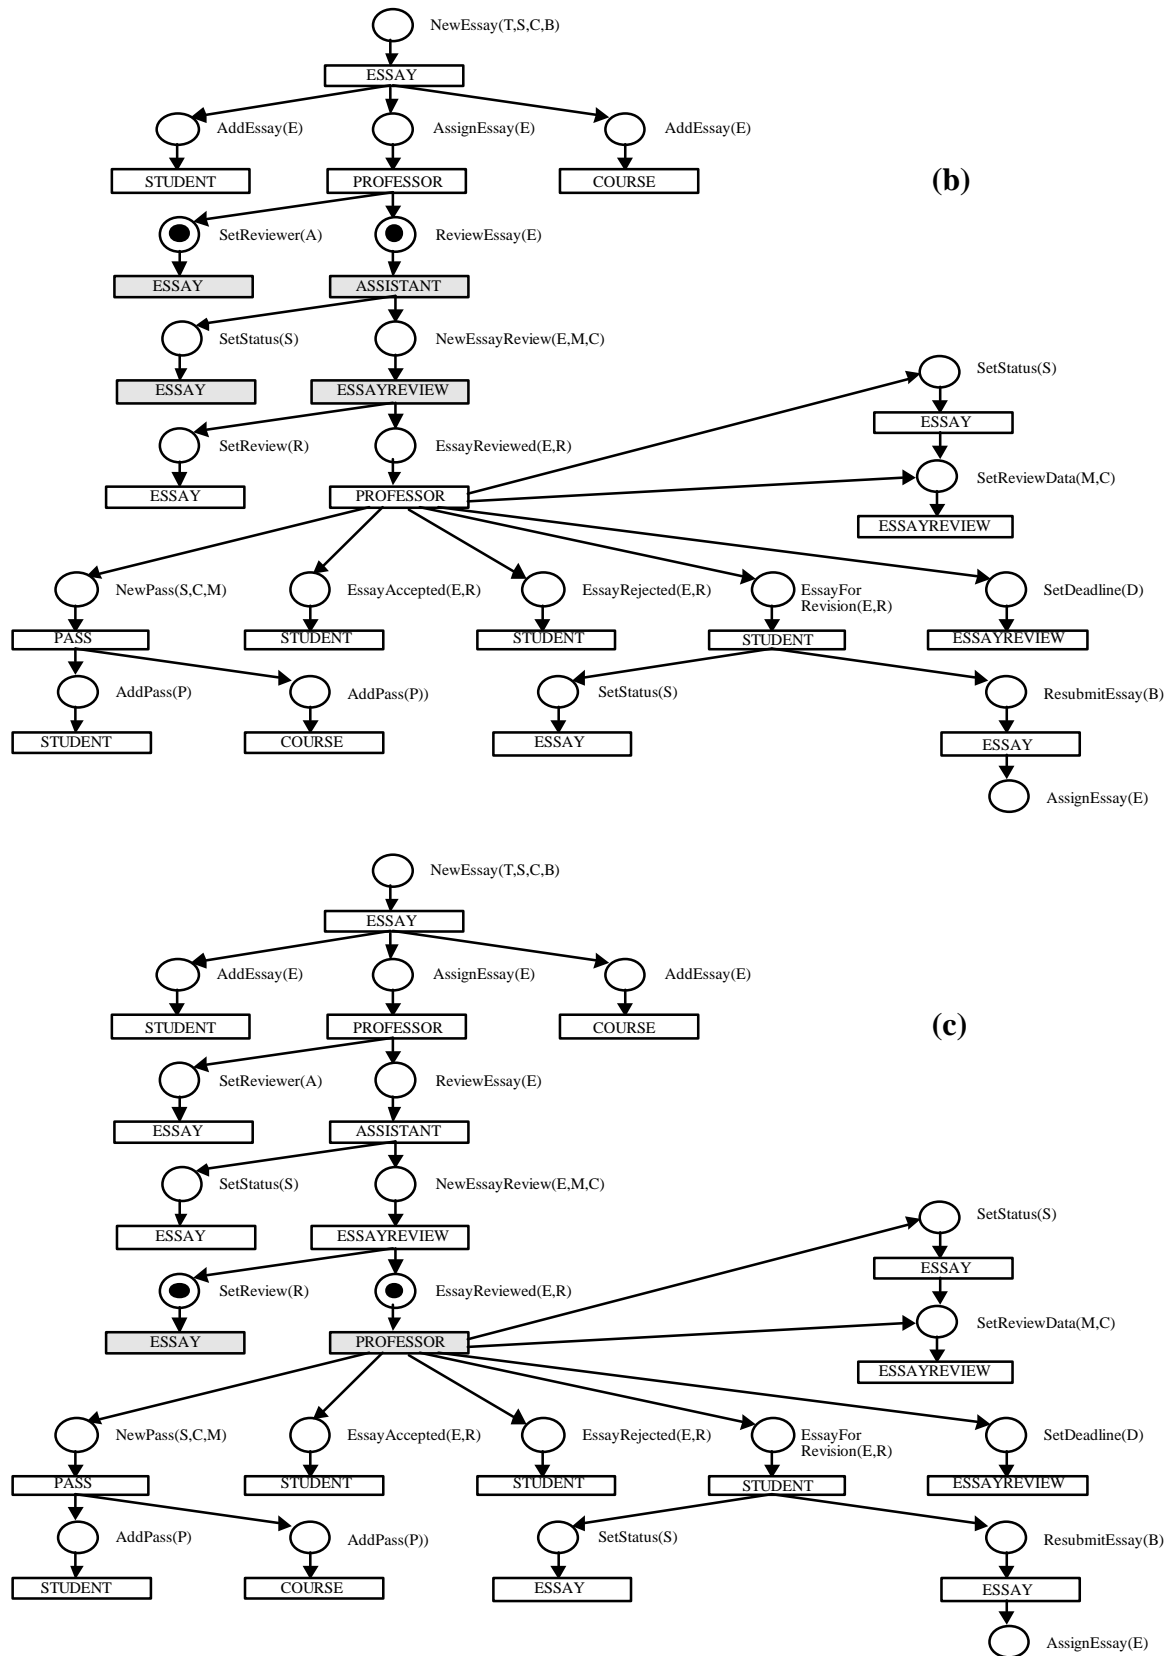 NewEssay(T,S,C,B)
ESSAY
AddEssay(E) AssignEssay(E) AddEssay(E)
STUDENT PROFESSOR COURSE (b)
SetReviewer(A) ReviewEssay(E)
ESSAY ASSISTANT
SetStatus(S) NewEssayReview(E,M,C)
SetStatus(S)
ESSAY ESSAYREVIEW
ESSAY
SetReview(R) EssayReviewed(E,R)
SetReviewData(M,C)
ESSAY PROFESSOR
ESSAYREVIEW
NewPass(S,C,M) EssayAccepted(E,R) EssayRejected(E,R) EssayFor SetDeadline(D)
Revision(E,R)
PASS STUDENT STUDENT STUDENT ESSAYREVIEW
AddPass(P) AddPass(P)) SetStatus(S) ResubmitEssay(B)
STUDENT COURSE ESSAY ESSAY
AssignEssay(E)
NewEssay(T,S,C,B)
ESSAY
AddEssay(E) AssignEssay(E) AddEssay(E)
STUDENT PROFESSOR COURSE (c)
SetReviewer(A) ReviewEssay(E)
ESSAY ASSISTANT
SetStatus(S) NewEssayReview(E,M,C)
SetStatus(S)
ESSAY ESSAYREVIEW
ESSAY
SetReview(R) EssayReviewed(E,R)
SetReviewData(M,C)
ESSAY PROFESSOR
ESSAYREVIEW
NewPass(S,C,M) EssayAccepted(E,R) EssayRejected(E,R) EssayFor SetDeadline(D)
Revision(E,R)
PASS STUDENT STUDENT STUDENT ESSAYREVIEW
AddPass(P) AddPass(P)) SetStatus(S) ResubmitEssay(B)
STUDENT COURSE ESSAY ESSAY
AssignEssay(E)